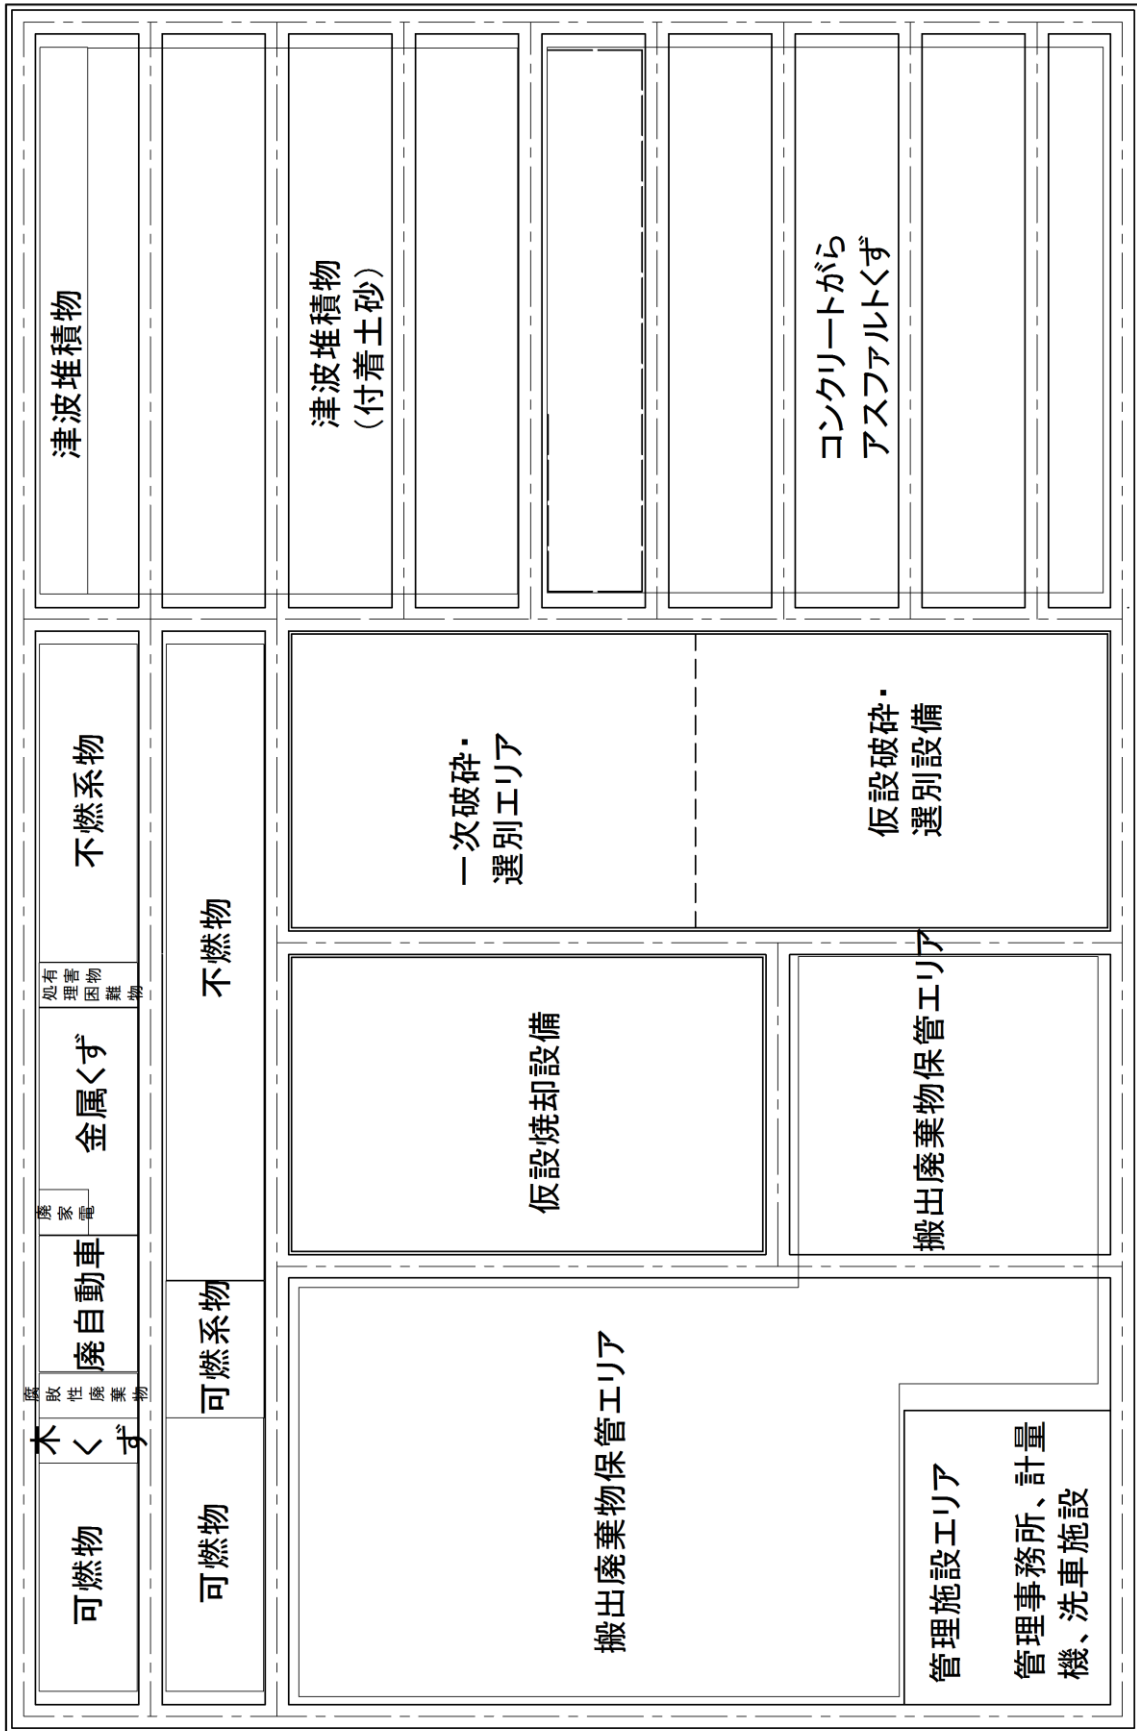 可燃物
木くず
腐敗性廃棄物
廃自動車
廃家電
金属くず
有害物
処理困難物
不燃系物
津波堆積物
可燃物
可燃系物
不燃物
津波堆積物
（付着土砂）
搬出廃棄物保管エリア
仮設焼却設備
一次破砕・
選別エリア
コンクリートがら
アスファルトくず
管理施設エリア
管理事務所、計量
機、洗車施設
搬出廃棄物保管エリア
仮設破砕・
選別設備